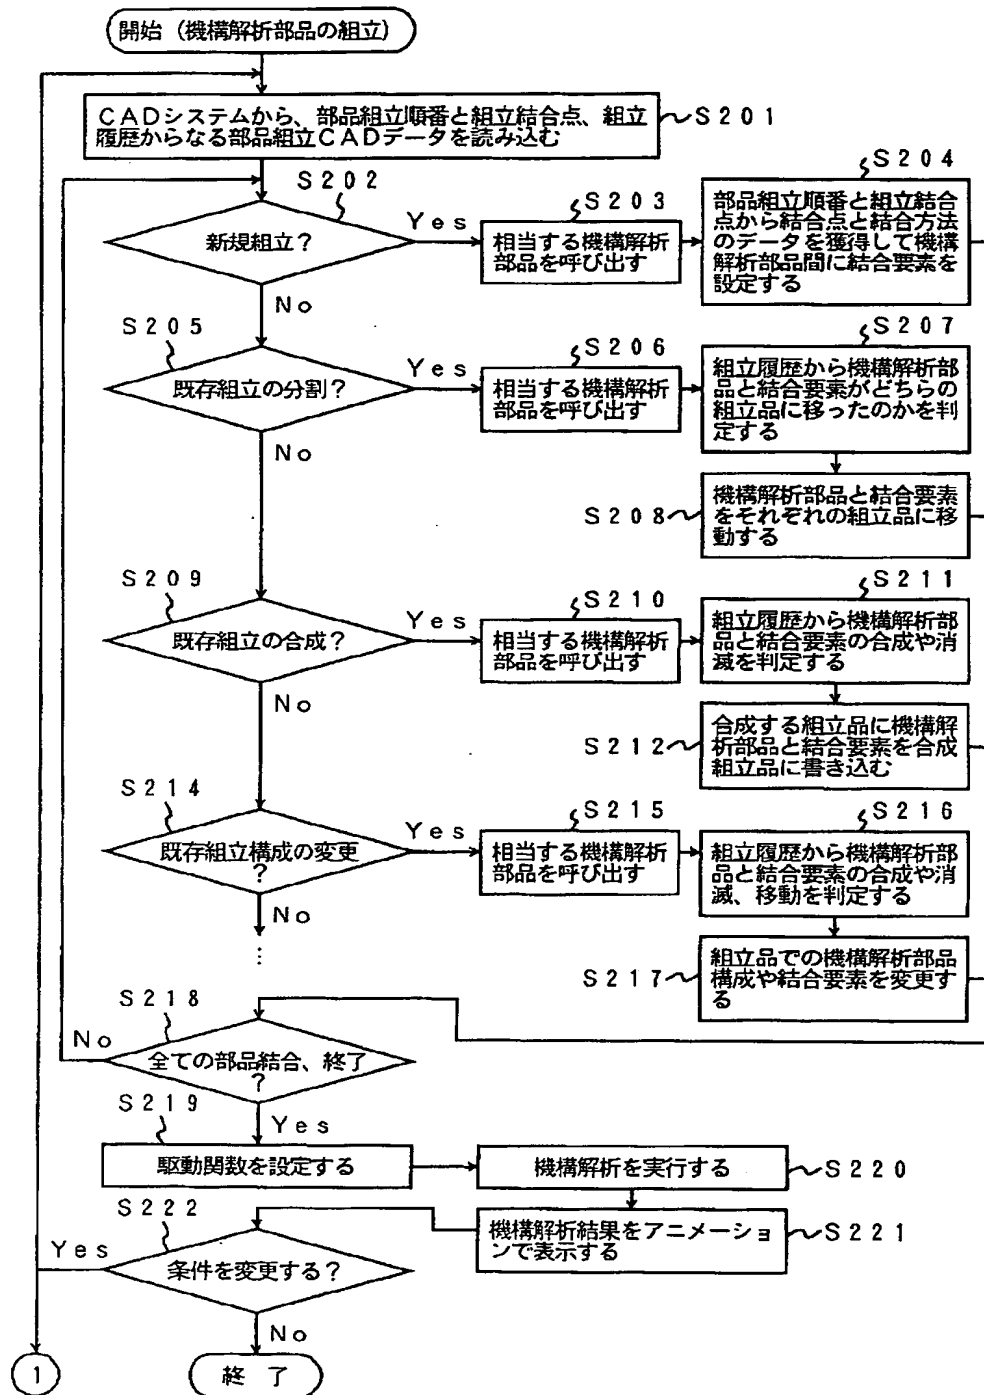 開始（機構解析部品の組立）
CADシステムから、部品組立順番と組立結合点、組立
履歴からなる部品組立CADデータを読み込む
S201
S202
新規組立？
Yes
No
S203
相当する機構解析
部品を呼び出す
S204
部品組立順番と組立結合
点から結合点と結合方法
のデータを獲得して機構
解析部品間に結合要素を
設定する
S205
既存組立の分割？
Yes
No
S206
相当する機構解析
部品を呼び出す
S207
組立履歴から機構解析部
品と結合要素がどちらの
組立品に移ったのかを判
定する
S208
機構解析部品と結合要素
をそれぞれの組立品に移
動する
S209
既存組立の合成？
Yes
No
S210
相当する機構解析
部品を呼び出す
S211
組立履歴から機構解析部
品と結合要素の合成や消
滅を判定する
S212
合成する組立品に機構解
析部品と結合要素を合成
組立品に書き込む
S214
既存組立構成の変更
？
Yes
No
…
S215
相当する機構解析
部品を呼び出す
S216
組立履歴から機構解析部
品と結合要素の合成や消
滅、移動を判定する
S217
組立品での機構解析部品
構成や結合要素を変更す
る
S218
全ての部品結合、終了
？
No
Yes
S219
駆動関数を設定する
機構解析を実行する
S220
機構解析結果をアニメーショ
ンで表示する
S221
S222
条件を変更する？
Yes
No
1
終　了